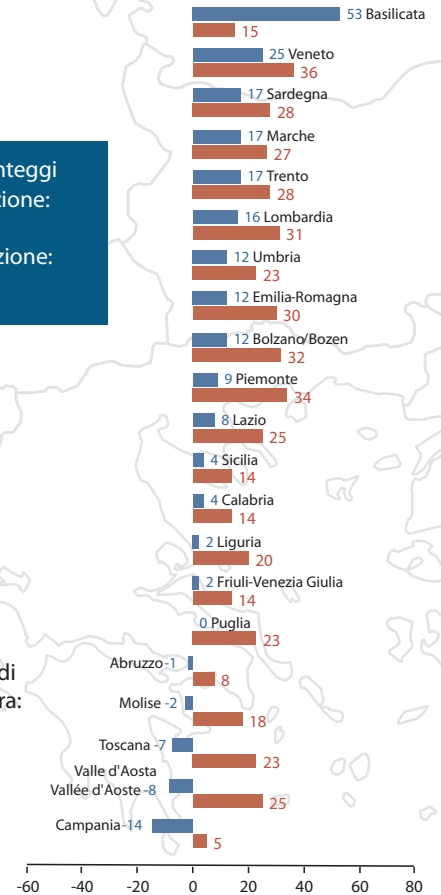 53 Basilicata
15
25 Veneto
36
17 Sardegna
28
17 Marche
27
17 Trento
28
16 Lombardia
31
12 Umbria
23
nteggi
zione:
zione:
12 Emilia-Romagna
30
12 Bolzano/Bozen
32
9 Piemonte
34
8 Lazio
25
4 Sicilia
14
4 Calabria
14
2 Liguria
20
2 Friuli-Venezia Giulia
14
0 Puglia
23
di
ra:
Abruzzo -1
8
Molise -2
18
Toscana -7
23
Valle d'Aosta
Vallée d'Aoste -8
25
Campania -14
5
-60 -40 -20 0 20 40 60 80